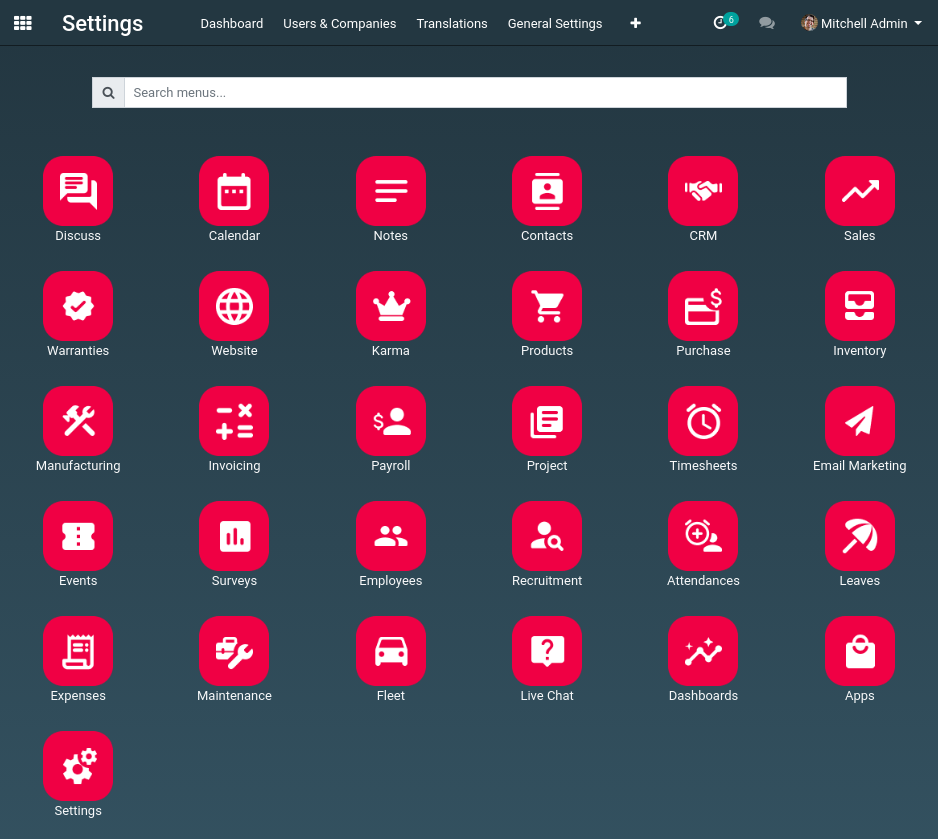 Settings Dashboard Users & Companies Translations General Settings 6 Mitchell Admin
Search menus...
Discuss Calendar Notes Contacts CRM Sales
Warranties Website Karma Products Purchase Inventory
Manufacturing Invoicing Payroll Project Timesheets Email Marketing
Events Surveys Employees Recruitment Attendances Leaves
Expenses Maintenance Fleet Live Chat Dashboards Apps
Settings